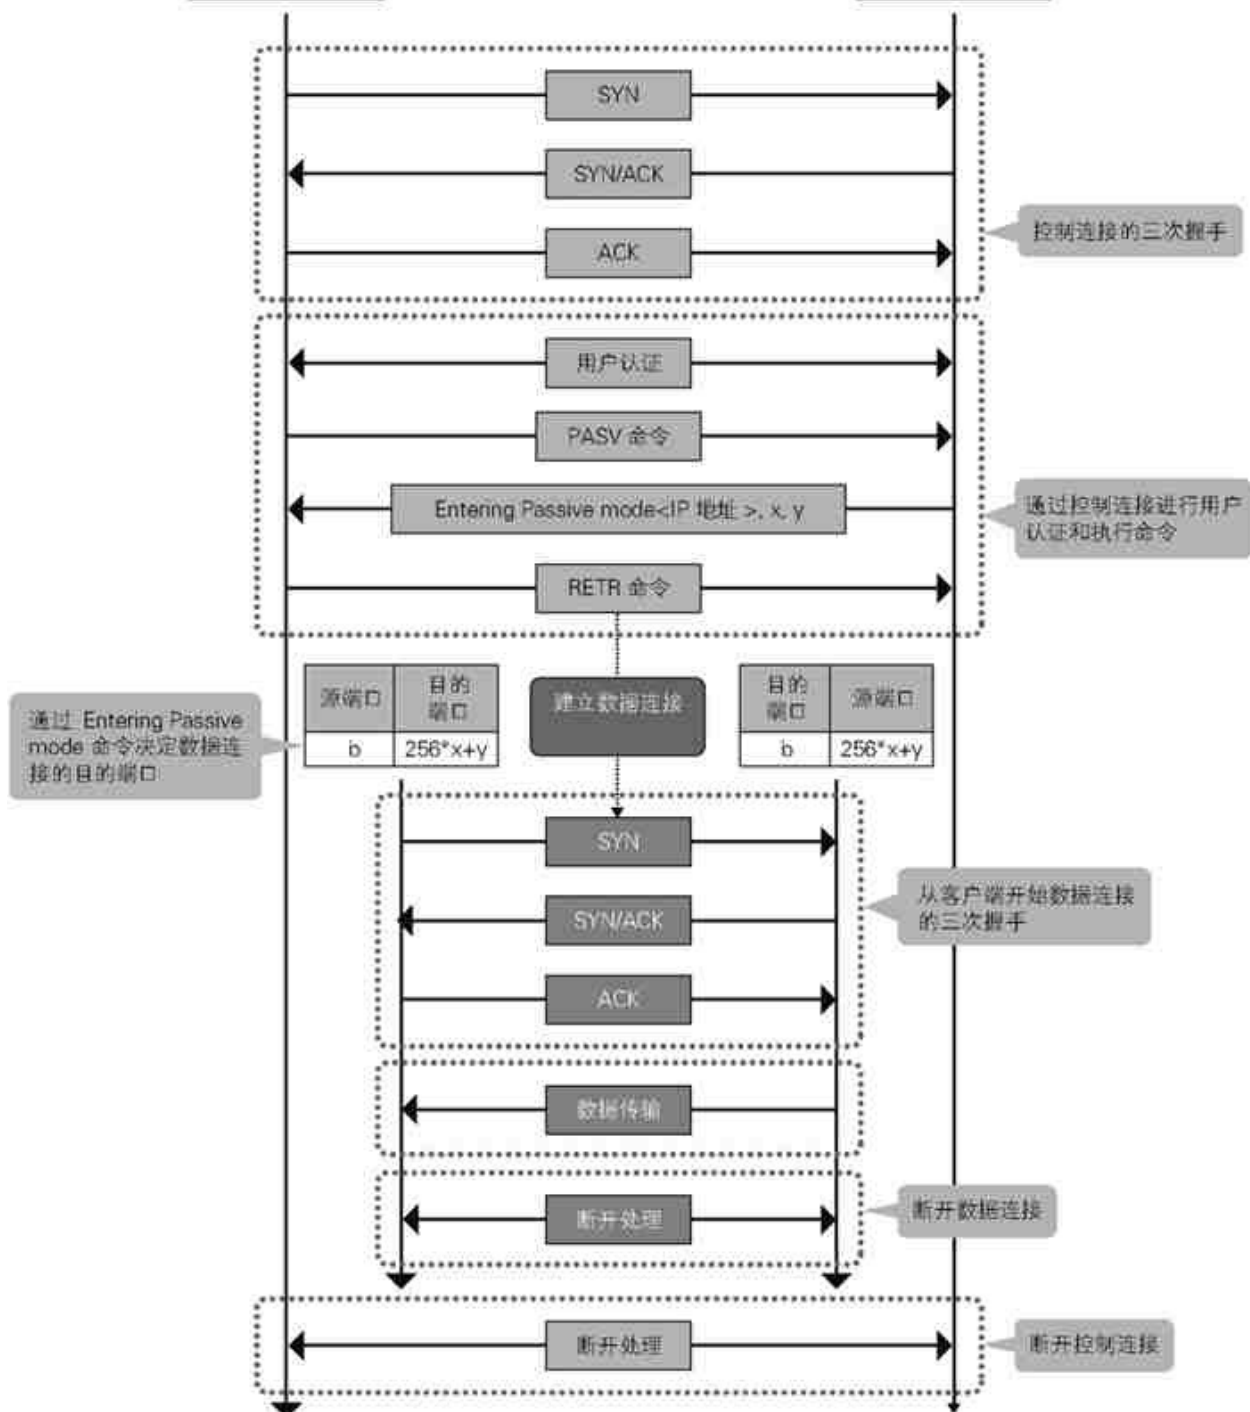 SYN
SYN/ACK
ACK
控制连接的三次握手
用户认证
PASV 命令
Entering Passive mode<IP 地址 >, x, y
通过控制连接进行用户
认证和执行命令
RETR 命令
源端口
目的
端口
b
256*x+y
建立数据连接
目的
端口
源端口
b
256*x+y
通过 Entering Passive
mode 命令决定数据连
接的目的端口
SYN
SYN/ACK
ACK
从客户端开始数据连接
的三次握手
数据传输
断开处理
断开数据连接
断开处理
断开控制连接